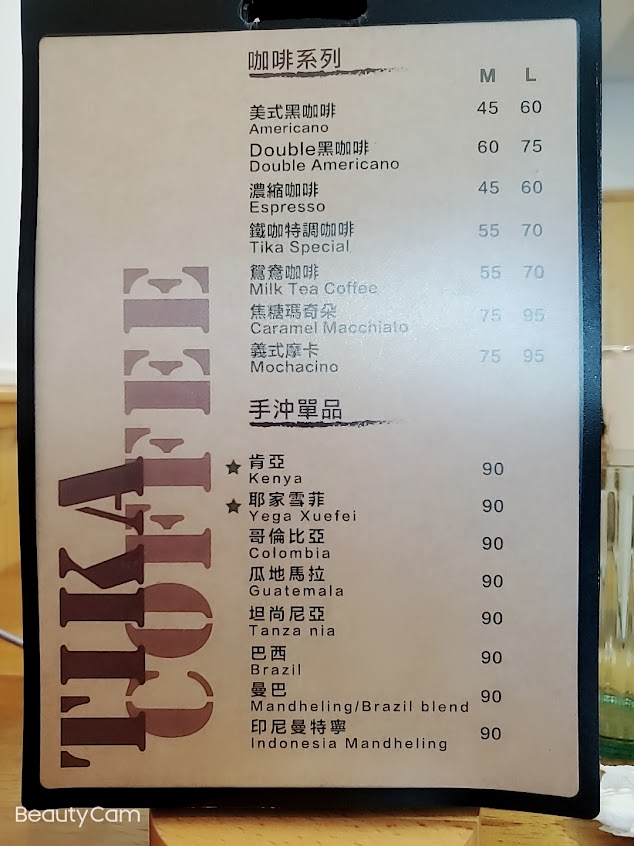 咖啡系列
M L
美式黑咖啡 45 60
Americano
Double黑咖啡 60 75
Double Americano
濃縮咖啡 45 60
Espresso
鐵咖特調咖啡 55 70
Tika Special
鴛鴦咖啡 55 70
Milk Tea Coffee
焦糖瑪奇朵 75 95
Caramel Macchiato
義式摩卡 75 95
Mochacino
手沖單品
★ 肯亞 90
Kenya
★ 耶家雪菲 90
Yega Xuefei
哥倫比亞 90
Colombia
瓜地馬拉 90
Guatemala
坦尚尼亞 90
Tanza nia
巴西 90
Brazil
曼巴 90
Mandheling/Brazil blend
印尼曼特寧 90
Indonesia Mandheling
TIKA
COFFEE
BeautyCam